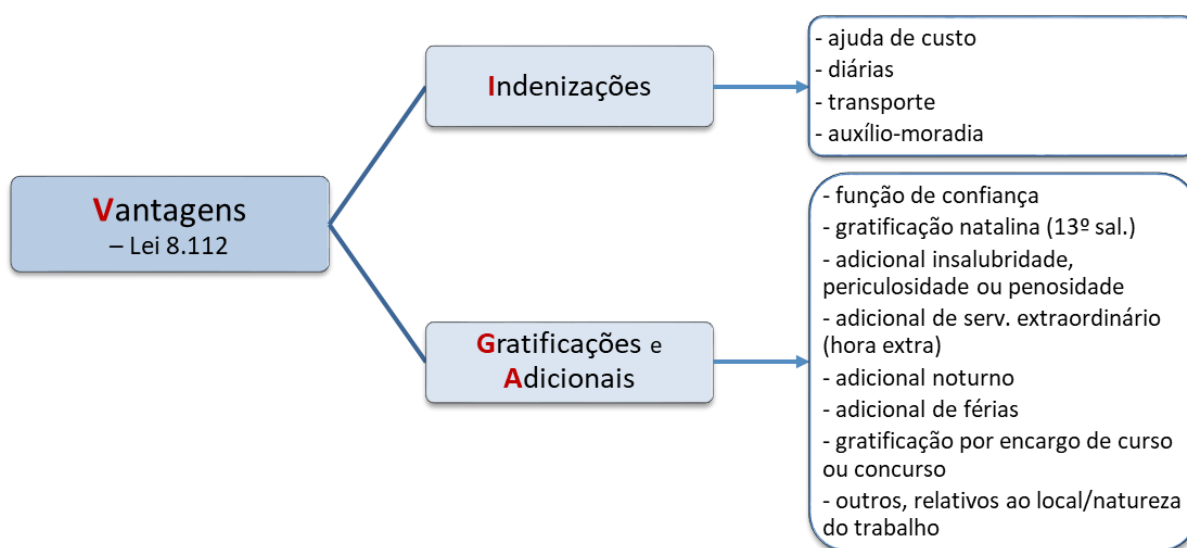 Vantagens
– Lei 8.112
Indenizações
- ajuda de custo
- diárias
- transporte
- auxílio-moradia
Gratificações e
Adicionais
- função de confiança
- gratificação natalina (13º sal.)
- adicional insalubridade,
periculosidade ou penosidade
- adicional de serv. extraordinário
(hora extra)
- adicional noturno
- adicional de férias
- gratificação por encargo de curso
ou concurso
- outros, relativos ao local/natureza
do trabalho